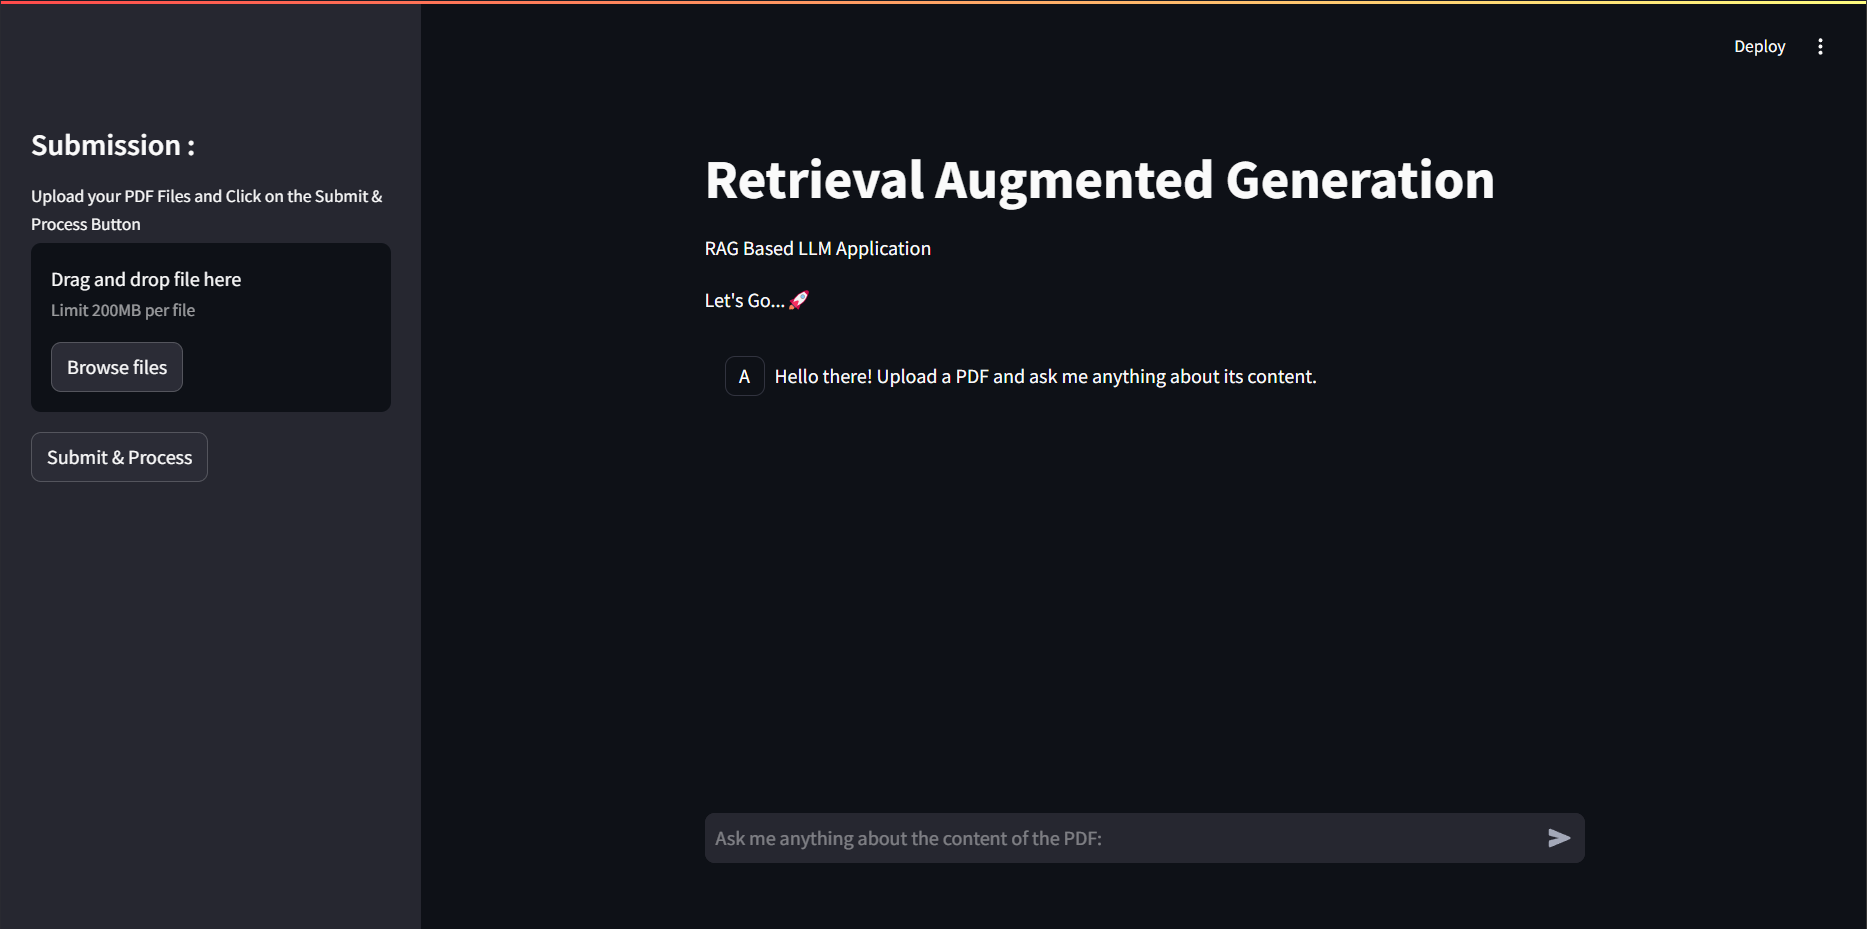 Deploy
Submission :
Upload your PDF Files and Click on the Submit &
Process Button
Drag and drop file here
Limit 200MB per file
Browse files
Submit & Process
Retrieval Augmented Generation
RAG Based LLM Application
Let's Go...🚀
A
Hello there! Upload a PDF and ask me anything about its content.
Ask me anything about the content of the PDF: